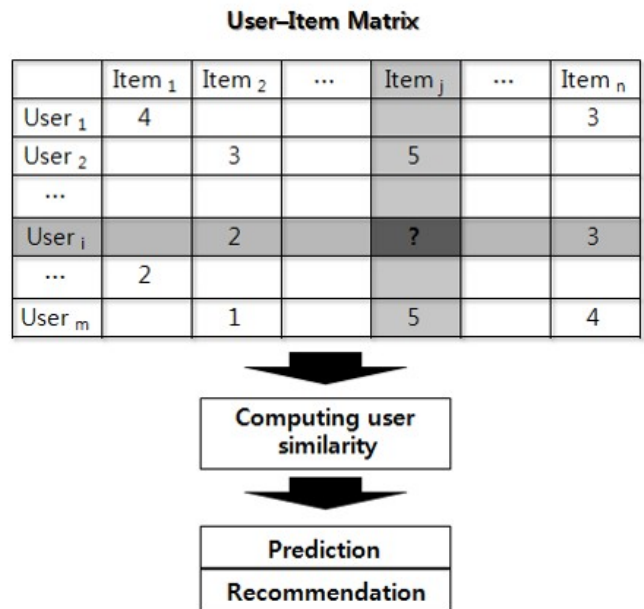 User–Item Matrix
Item 1 Item 2 ... Item j ... Item n
User 1 4 3
User 2 3 5
...
User i 2 ? 3
... 2
User m 1 5 4
Computing user
similarity
Prediction
Recommendation